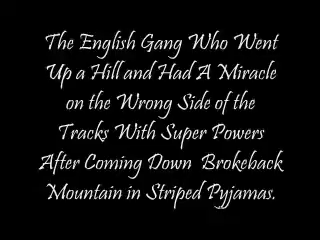 The English Gang Who Went
Up a Hill and Had A Miracle
on the Wrong Side of the
Tracks With Super Powers
After Coming Down Brokeback
Mountain in Striped Pyjamas.